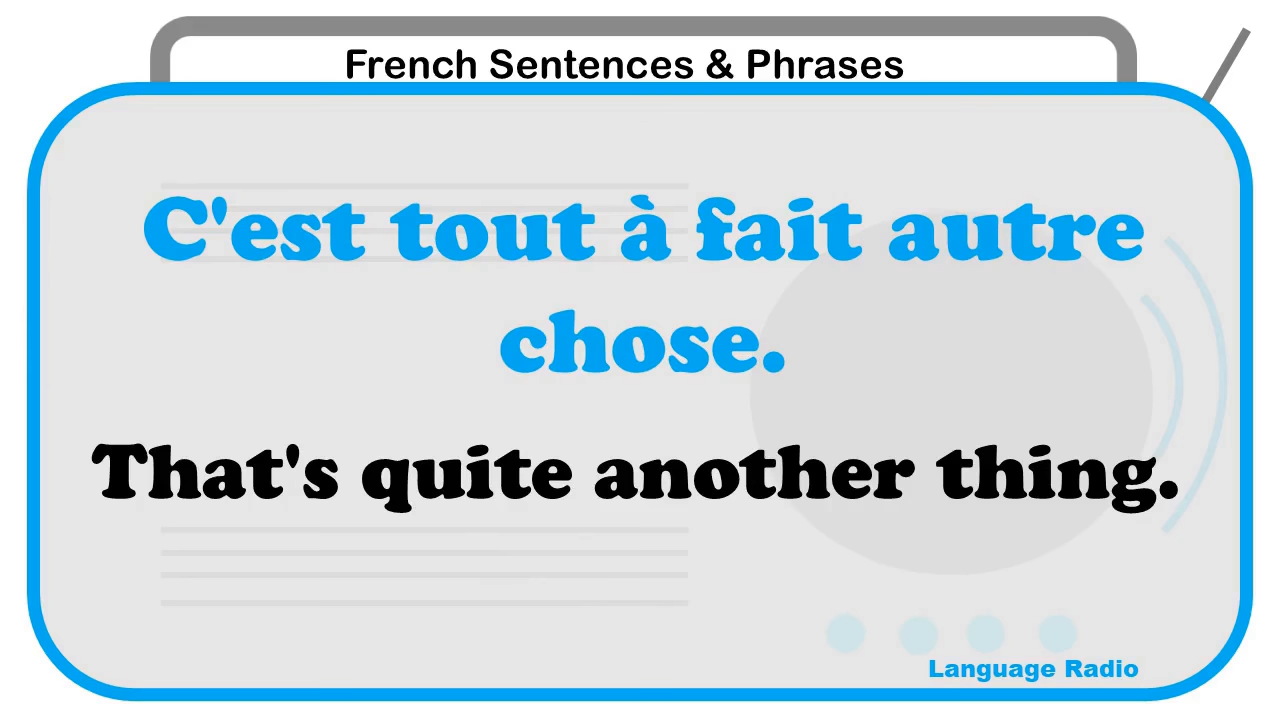 French Sentences & Phrases
C'est tout à fait autre
chose.
That's quite another thing.
Language Radio